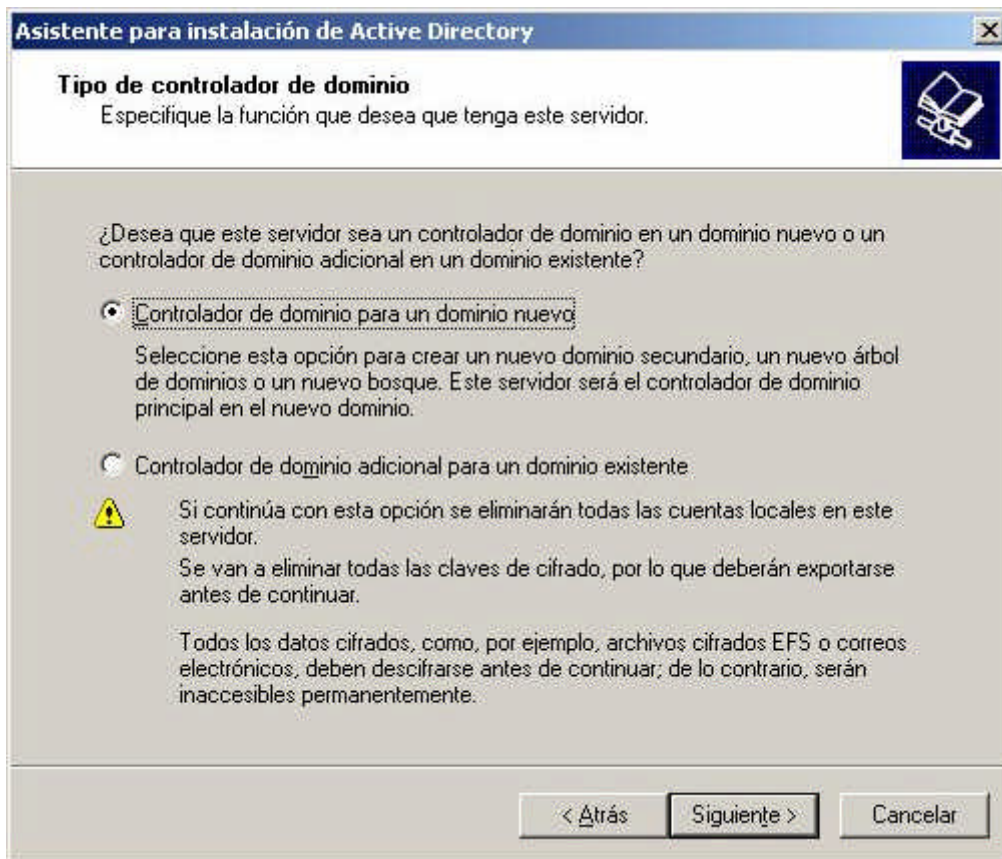 Asistente para instalación de Active Directory
Tipo de controlador de dominio
Especifique la función que desea que tenga este servidor.
¿Desea que este servidor sea un controlador de dominio en un dominio nuevo o un
controlador de dominio adicional en un dominio existente?
Controlador de dominio para un dominio nuevo
Seleccione esta opción para crear un nuevo dominio secundario, un nuevo árbol
de dominios o un nuevo bosque. Este servidor será el controlador de dominio
principal en el nuevo dominio.
Controlador de dominio adicional para un dominio existente
Si continúa con esta opción se eliminarán todas las cuentas locales en este
servidor.
Se van a eliminar todas las claves de cifrado, por lo que deberán exportarse
antes de continuar.
Todos los datos cifrados, como, por ejemplo, archivos cifrados EFS o correos
electrónicos, deben descifrarse antes de continuar; de lo contrario, serán
inaccesibles permanentemente.
< Atrás Siguiente > Cancelar